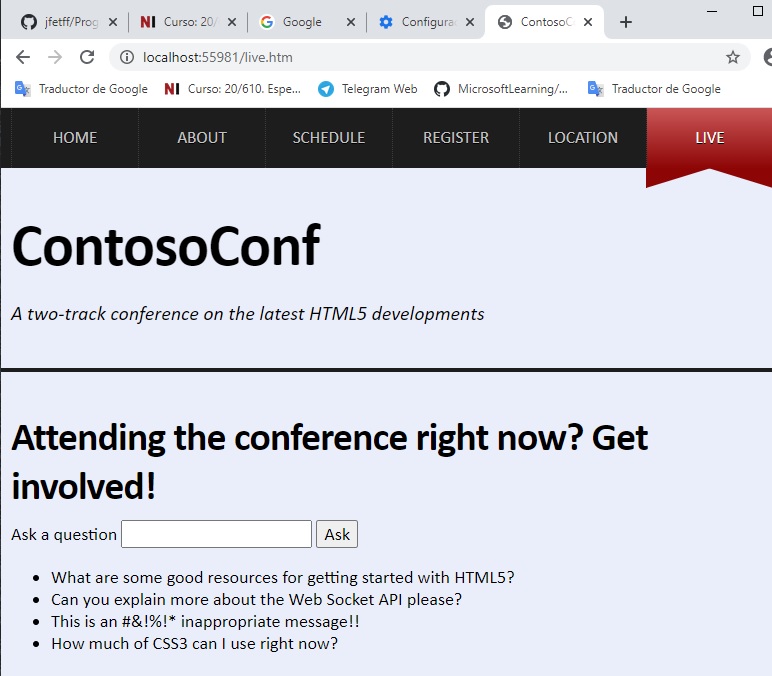 jfetff/Prog
NI Curso: 20/
Google
Configura
ContosoC
localhost:55981/live.htm
Traductor de Google
NI Curso: 20/610. Espe...
Telegram Web
MicrosoftLearning/...
Traductor de Google
HOME ABOUT SCHEDULE REGISTER LOCATION LIVE
ContosoConf
A two-track conference on the latest HTML5 developments
Attending the conference right now? Get
involved!
Ask a question Ask
What are some good resources for getting started with HTML5?
Can you explain more about the Web Socket API please?
This is an #&!%!* inappropriate message!!
How much of CSS3 can I use right now?